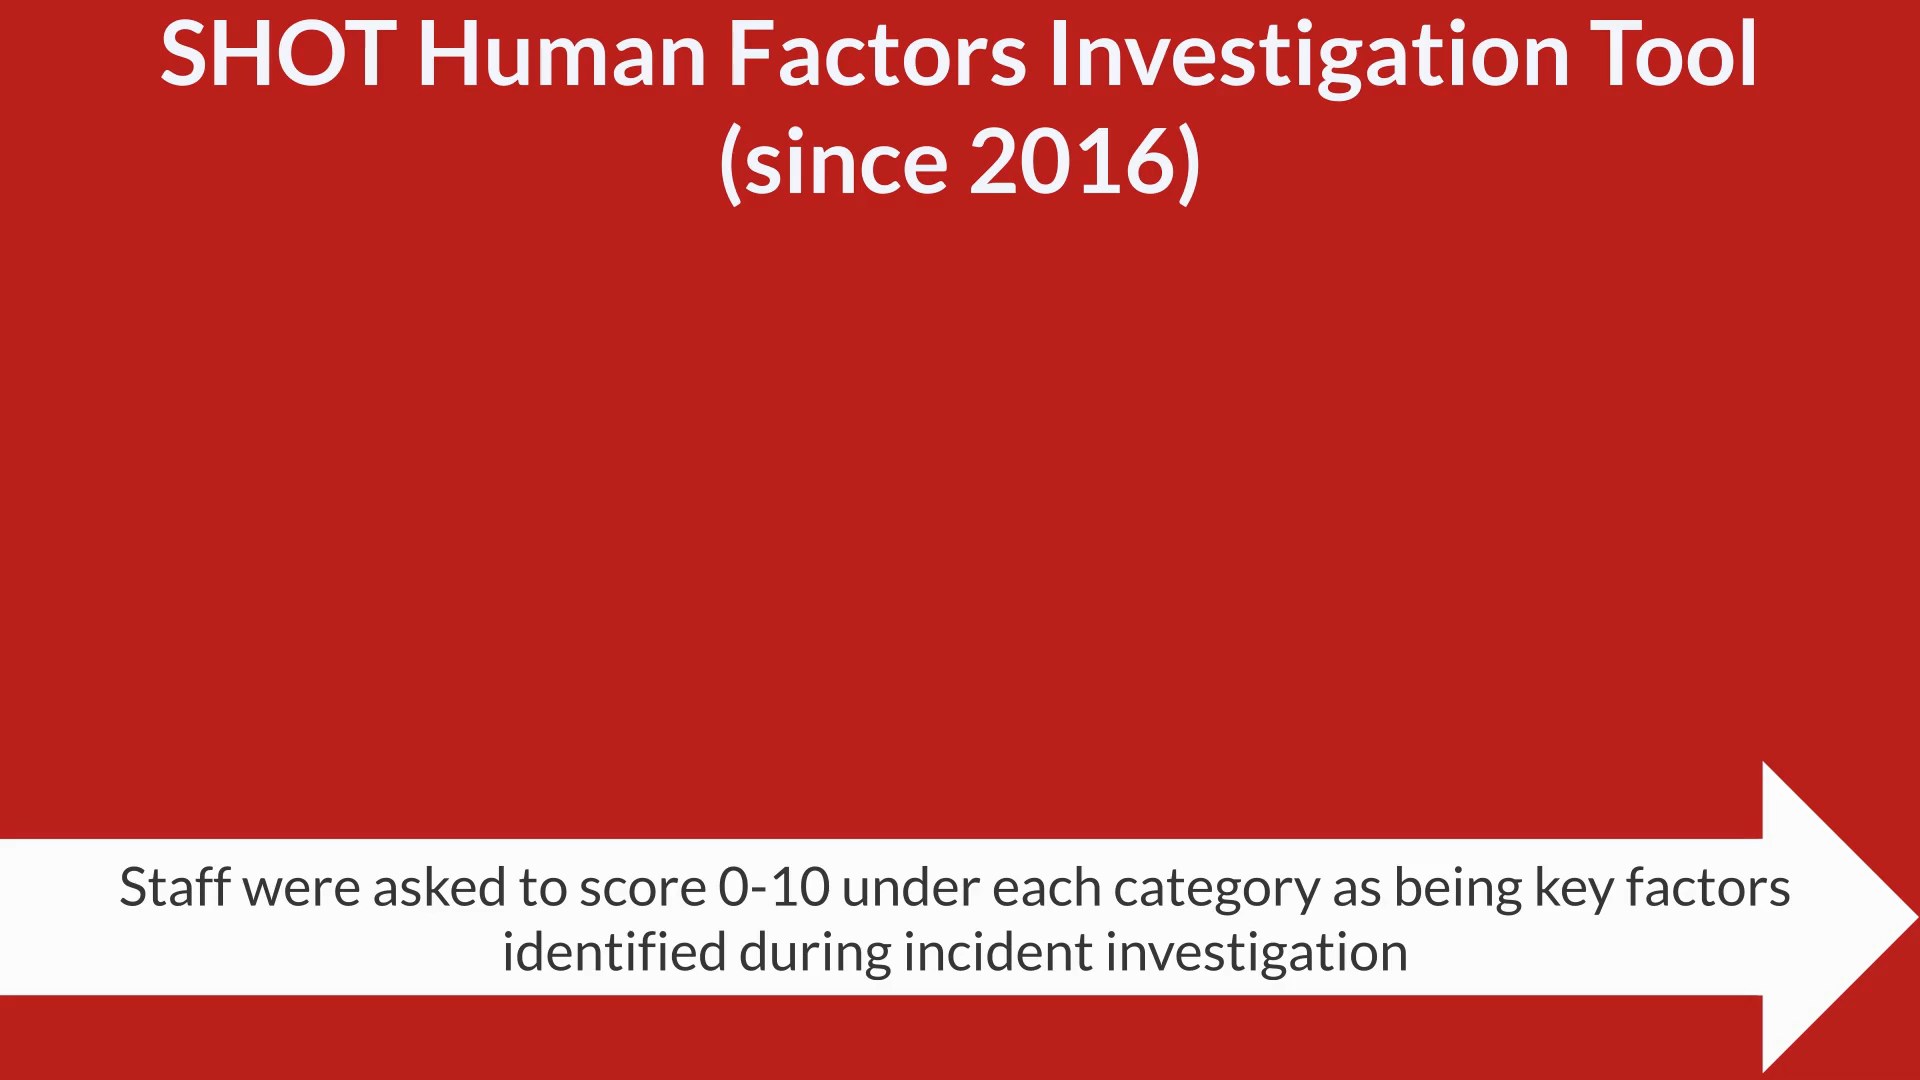 SHOT Human Factors Investigation Tool
(since 2016)
Staff were asked to score 0-10 under each category as being key factors
identified during incident investigation